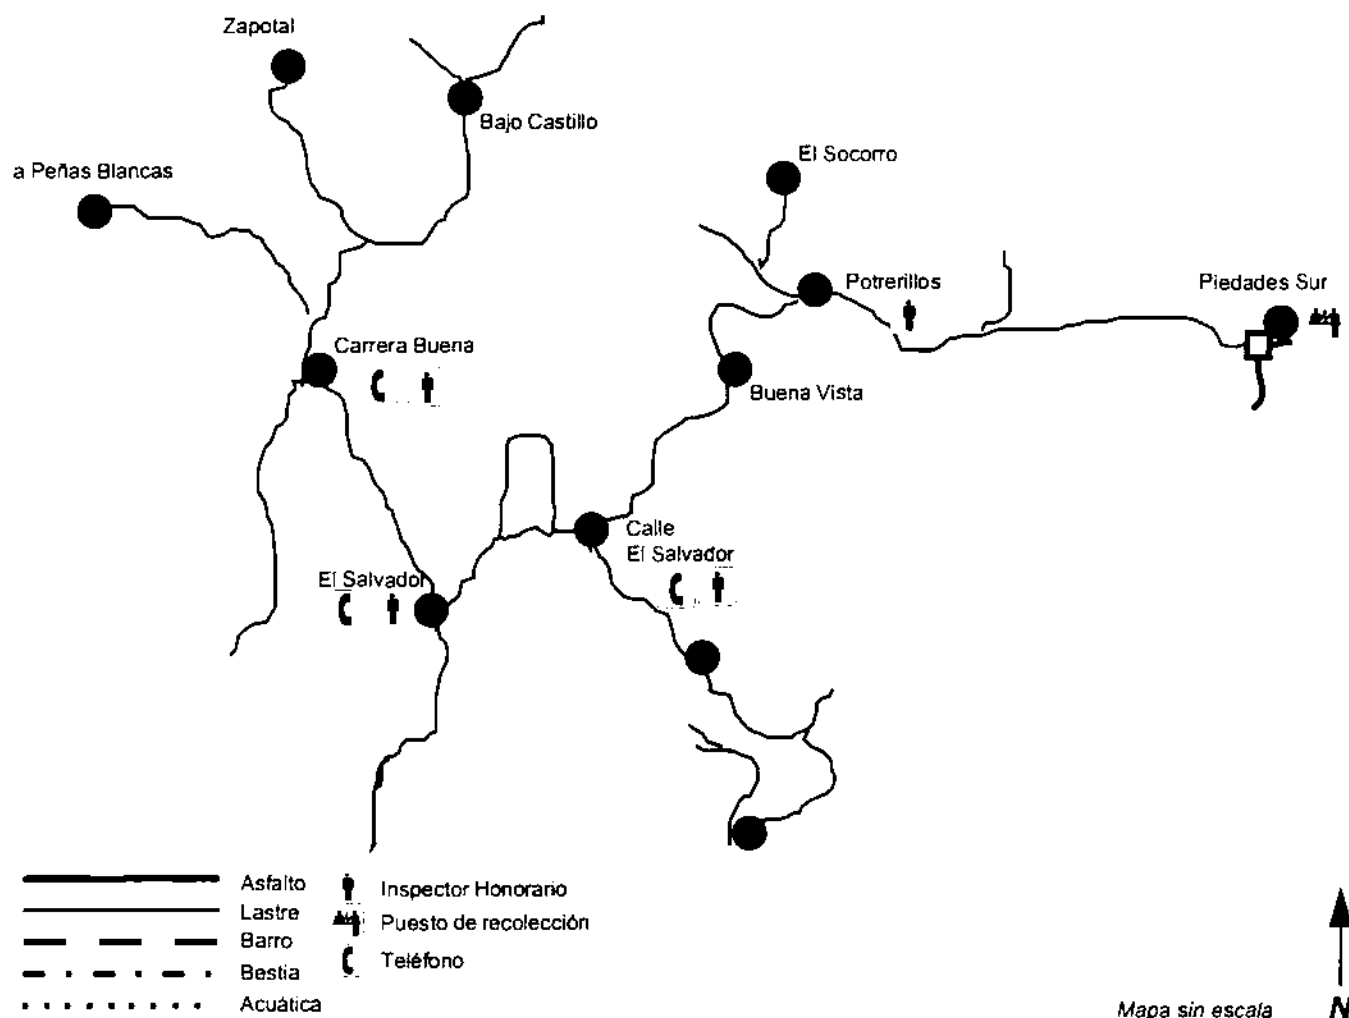 Zapotal
Bajo Castillo
a Peñas Blancas
El Socorro
Potrerillos
Piedades Sur
Carrera Buena
Buena Vista
Calle
El Salvador
El Salvador
Asfalto
Lastre
Barro
Bestia
Acuática
Inspector Honorario
Puesto de recolección
Teléfono
Mapa sin escala
N